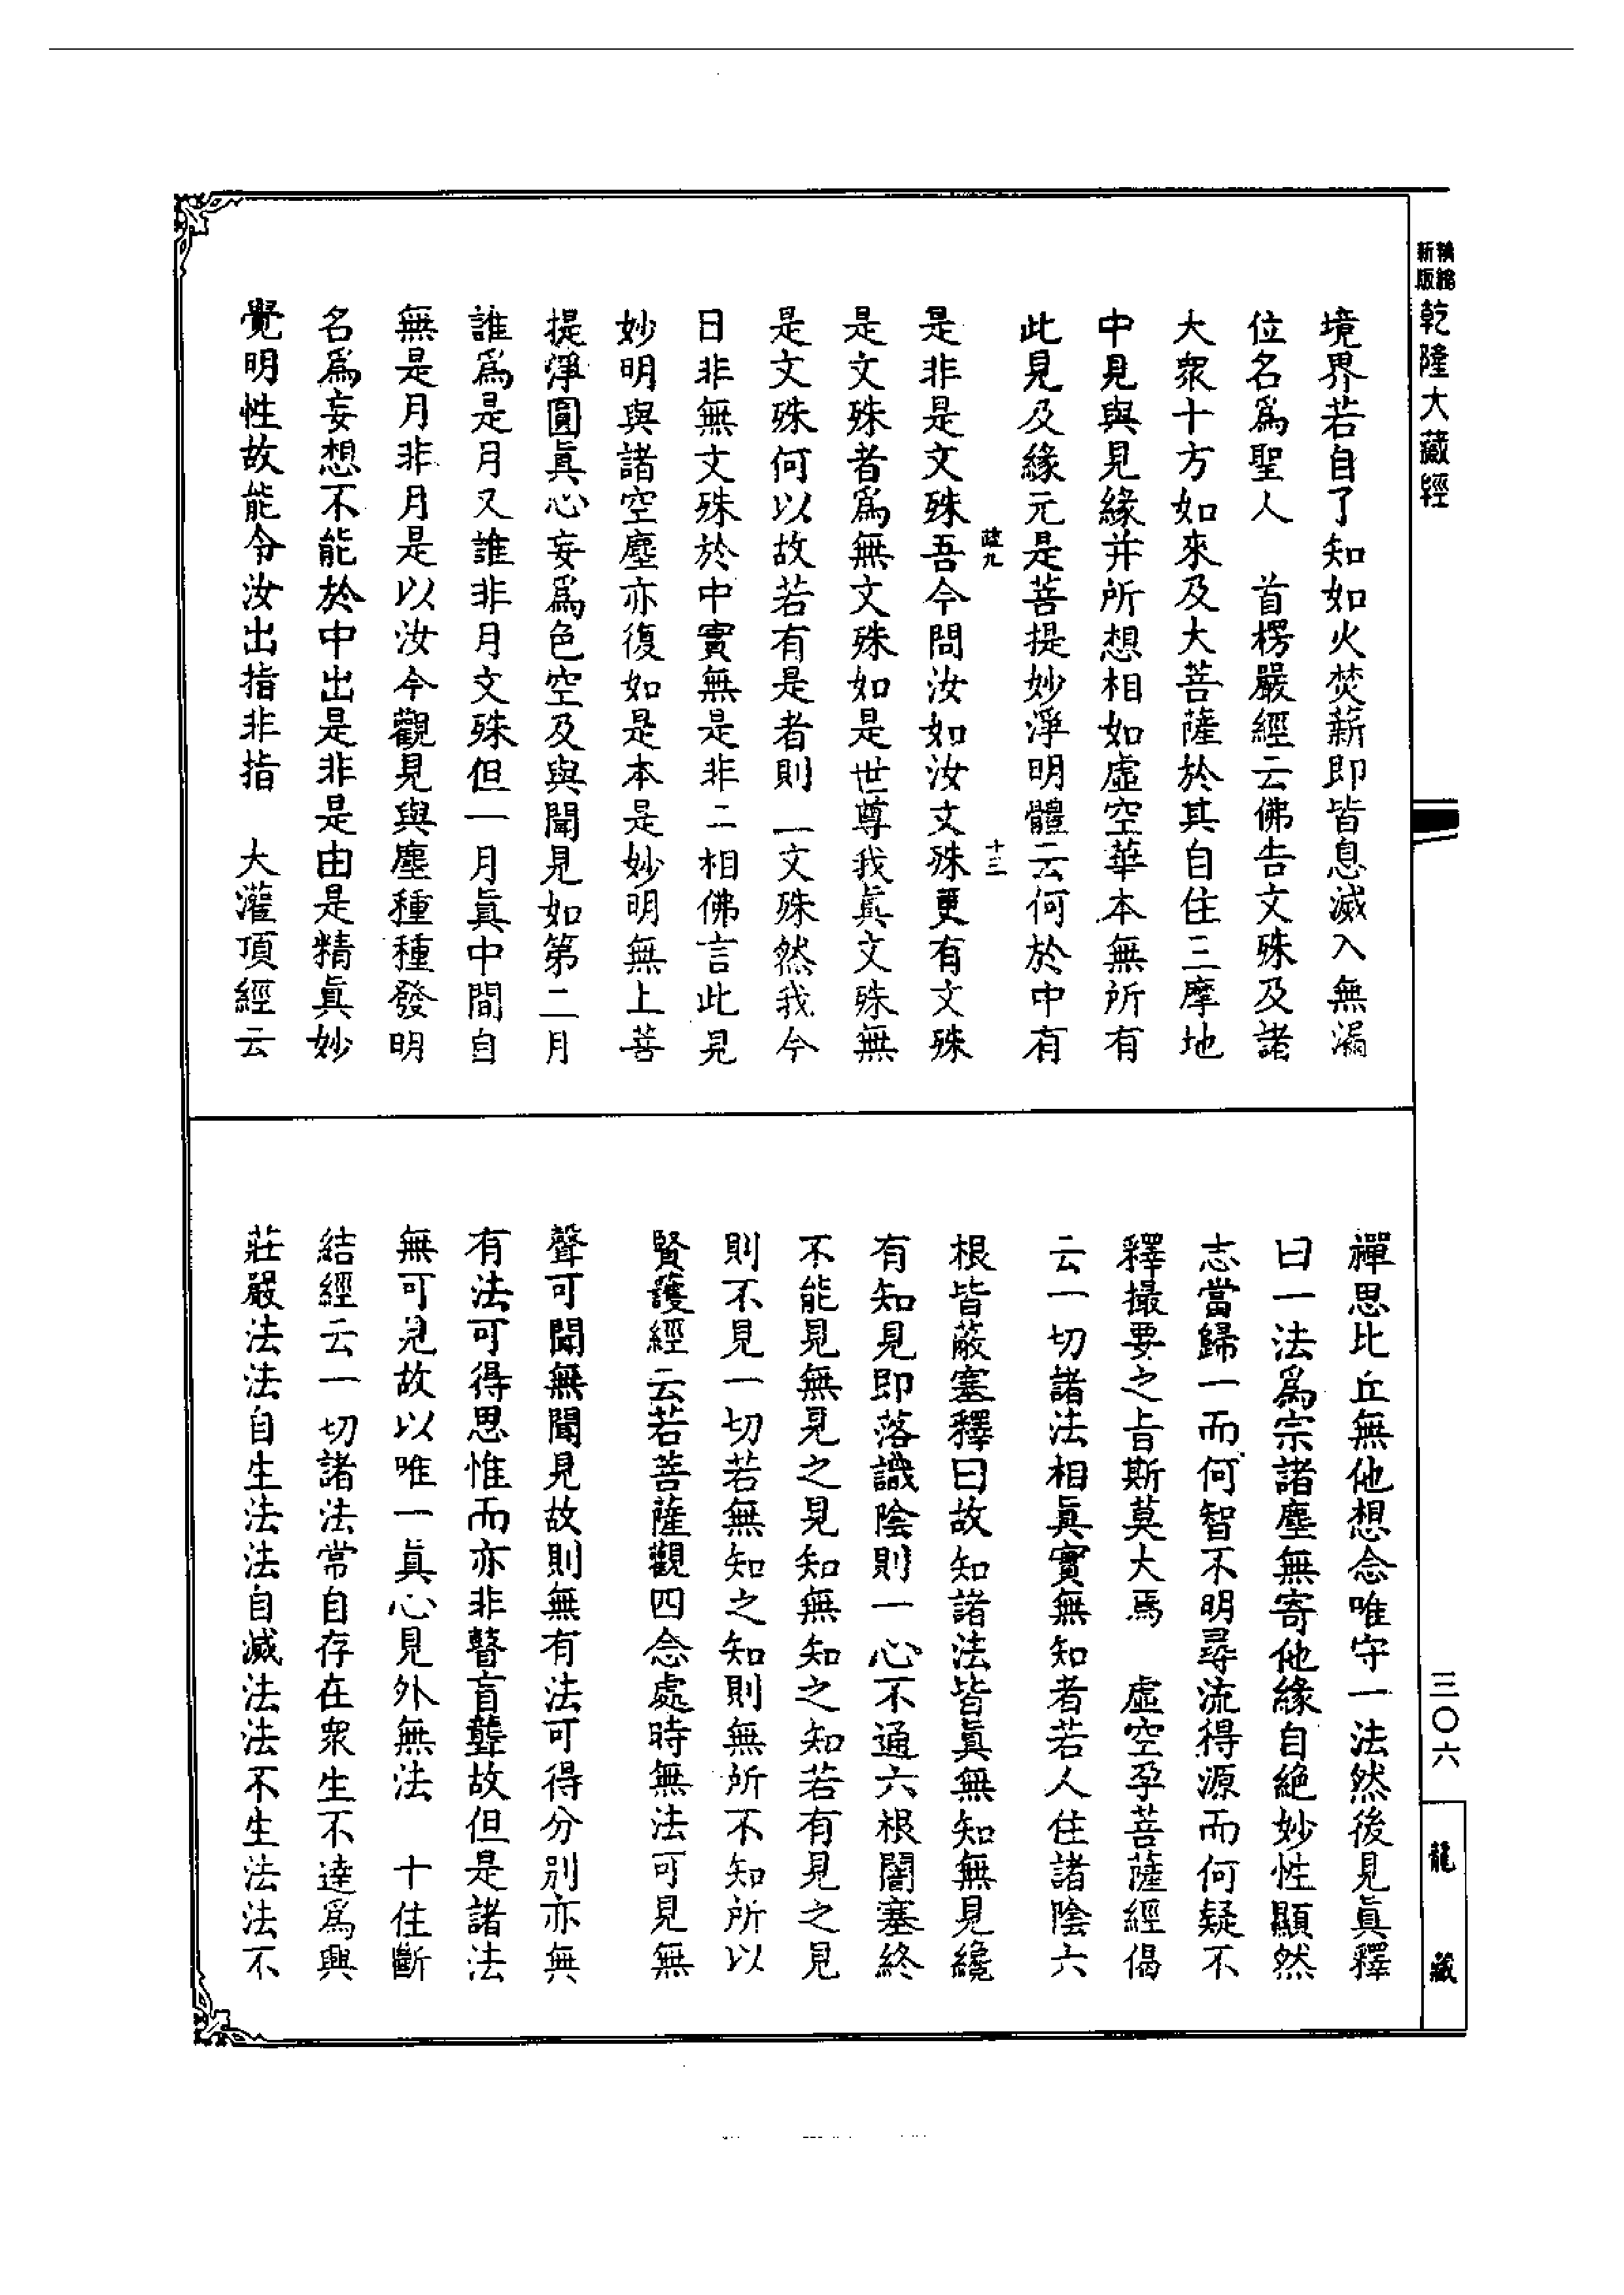 新版精縮
乾隆大藏經
境界若自了知如火焚薪即皆息滅入無漏
位名爲聖人　首楞嚴經云佛告文殊及諸
大衆十方如來及大菩薩於其自住三摩地
中見與見緣并所想相如虛空華本無所有
此見及緣元是菩提妙淨明體云何於中有
十三
是非是文殊吾今問汝如汝文殊更有文殊
是文殊者爲無文殊如是世尊我眞文殊無
是文殊何以故若有是者則二文殊然我今
日非無文殊於中實無是非二相佛言此見
妙明與諸空塵亦復如是本是妙明無上菩
提淨圓眞心妄爲色空及與聞見如第二月
誰爲是月又誰非月文殊但一月眞中間自
無是月非月是以汝今觀見與塵種種發明
名爲妄想不能於中出是非是由是精眞妙
覺明性故能令汝出指非指　大灌頂經云
禪思比丘無他想念唯守一法然後見眞釋
曰一法爲宗諸塵無寄他緣自絕妙性顯然
志當歸一而何智不明尋流得源而何疑不
釋撮要之旨斯莫大焉　虛空孕菩薩經偈
云一切諸法相眞實無知者若人住諸陰六
根皆蔽塞釋曰故知諸法皆眞無知無見纔
有知見即落識陰則一心不通六根闇塞終
不能見無見之見知無知之知若有見之見
則不見一切若無知之知則無所不知所以
賢護經云若菩薩觀四念處時無法可見無
聲可聞無聞見故則無有法可得分別亦無
有法可得思惟而亦非瞽盲聾故但是諸法
無可見故以唯一眞心見外無法　十住斷
結經云一切諸法常自存在衆生不達爲興
莊嚴法法自生法法自滅法法不生法法不
三〇六
龍藏